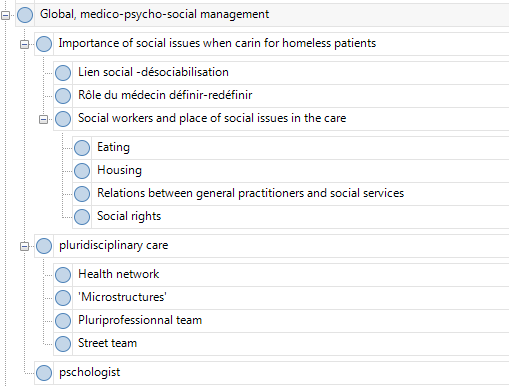 Global, medico-psycho-social management
Importance of social issues when carin for homeless patients
Lien social -désociabilisation
Rôle du médecin définir-redéfinir
Social workers and place of social issues in the care
Eating
Housing
Relations between general practitioners and social services
Social rights
pluridisciplinary care
Health network
'Microstructures'
Pluriprofessionnal team
Street team
pschologist